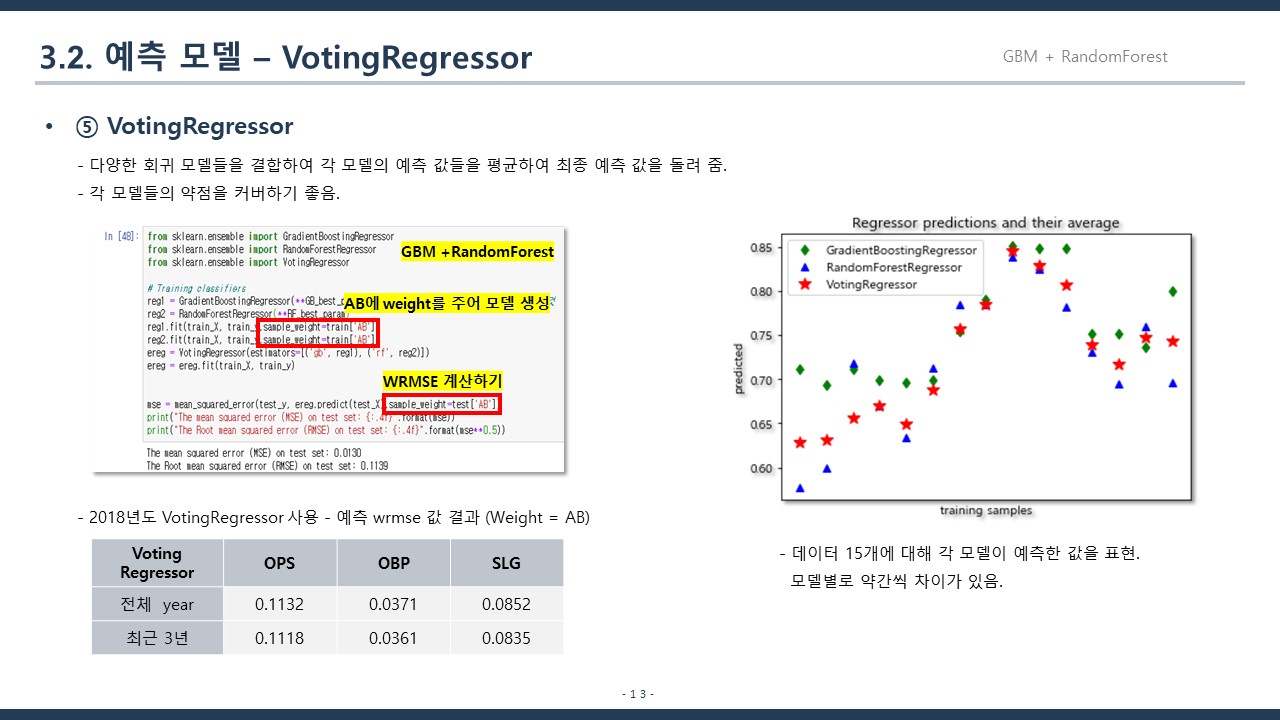 3.2. 예측 모델 – VotingRegressor
GBM + RandomForest
• ⑤ VotingRegressor
- 다양한 회귀 모델들을 결합하여 각 모델의 예측 값들을 평균하여 최종 예측 값을 돌려 줌.
- 각 모델들의 약점을 커버하기 좋음.
In [48]:
from sklearn.ensemble import GradientBoostingRegressor
from sklearn.ensemble import RandomForestRegressor
from sklearn.ensemble import VotingRegressor
GBM +RandomForest
# Training classifiers
reg1 = GradientBoostingRegressor(**GB_best_
AB에 weight를 주어 모델 생성
reg2 = RandomForestRegressor(**RF_best_param)
reg1.fit(train_X, train_y,sample_weight=train['AB'])
reg2.fit(train_X, train_y,sample_weight=train['AB'])
ereg = VotingRegressor(estimators=[('gb', reg1), ('rf', reg2)])
ereg = ereg.fit(train_X, train_y)
WRMSE 계산하기
mse = mean_squared_error(test_y, ereg.predict(test_X),sample_weight=test['AB'])
print("The mean squared error (MSE) on test set: {:.4f}".format(mse))
print("The Root mean squared error (RMSE) on test set: {:.4f}".format(mse**0.5))
The mean squared error (MSE) on test set: 0.0130
The Root mean squared error (RMSE) on test set: 0.1139
Regressor predictions and their average
GradientBoostingRegressor
RandomForestRegressor
VotingRegressor
0.85
0.80
0.75
0.70
0.65
0.60
predicted
training samples
- 데이터 15개에 대해 각 모델이 예측한 값을 표현.
모델별로 약간씩 차이가 있음.
- 2018년도 VotingRegressor 사용 - 예측 wrmse 값 결과 (Weight = AB)
Voting
Regressor OPS OBP SLG
전체 year 0.1132 0.0371 0.0852
최근 3년 0.1118 0.0361 0.0835
- 1 3 -